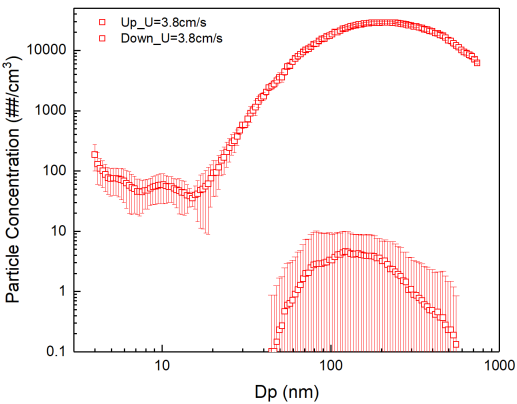 Up_U=3.8cm/s
Down_U=3.8cm/s
10000
1000
100
10
1
0.1
Particle Concentration (##/cm3)
10
100
1000
Dp (nm)